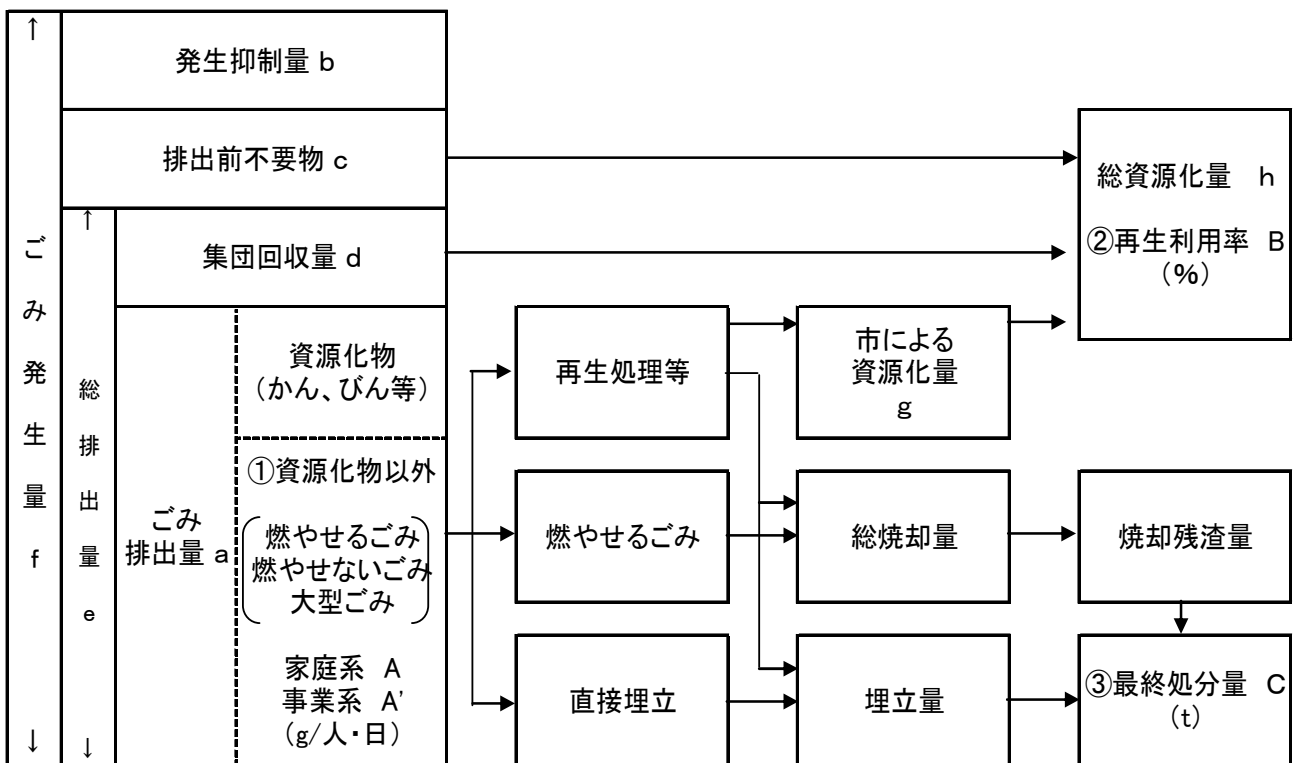 ↑
ごみ発生量 f
↓
↑
総排出量 e
↓
発生抑制量 b
排出前不要物 c
集団回収量 d
ごみ
排出量 a
資源化物
(かん、びん等)
①資源化物以外
燃やせるごみ
燃やせないごみ
大型ごみ
家庭系 A
事業系 A'
(g/人・日)
再生処理等
燃やせるごみ
直接埋立
市による
資源化量
g
総焼却量
埋立量
総資源化量 h
②再生利用率 B
(%)
焼却残渣量
③最終処分量 C
(t)